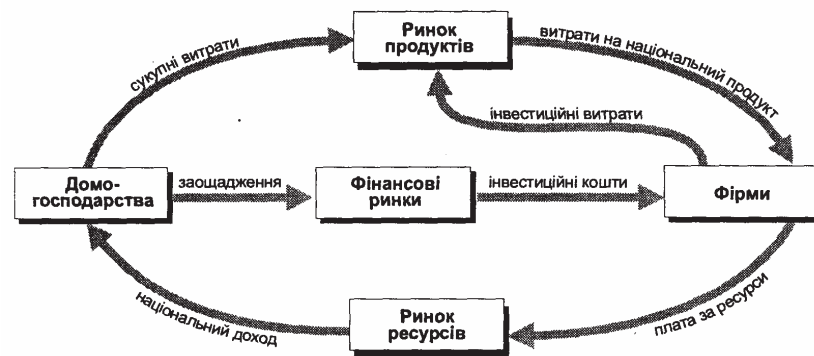 Ринок
продуктів
сукупні витрати
витрати на національний продукт
інвестиційні витрати
Домо-
господарства
заощадження
Фінансові
ринки
інвестиційні кошти
Фірми
національний доход
Ринок
ресурсів
плата за ресурси